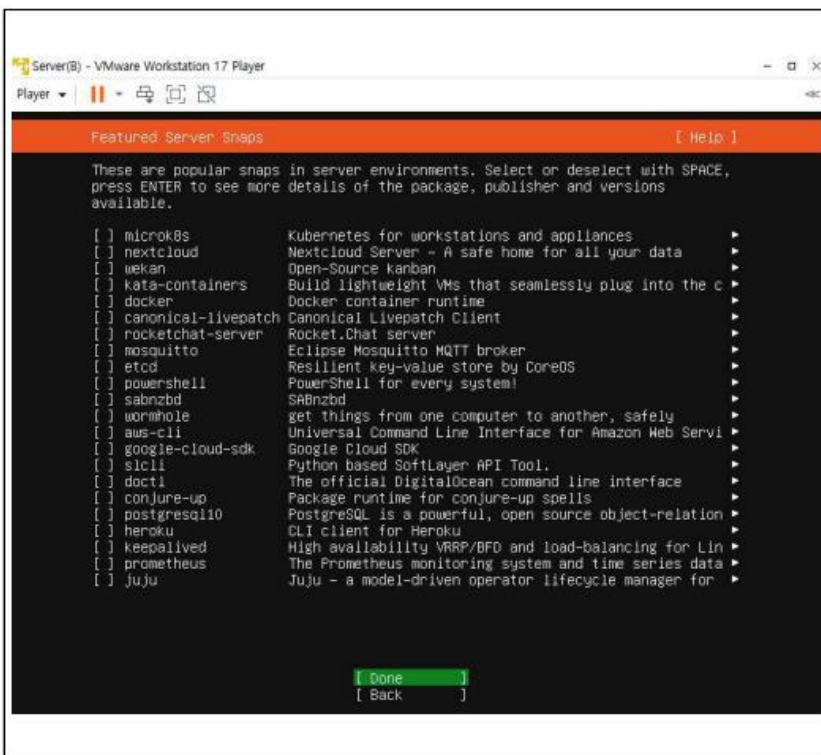 Server(B) - VMware Workstation 17 Player
Player
Featured Server Snaps [ Help ]
These are popular snaps in server environments. Select or deselect with SPACE,
press ENTER to see more details of the package, publisher and versions
available.
[ ] microk8s Kubernetes for workstations and appliances
[ ] nextcloud Nextcloud Server - A safe home for all your data
[ ] wekan Open-Source kanban
[ ] kata-containers Build lightweight VMs that seamlessly plug into the c
[ ] docker Docker container runtime
[ ] canonical-livepatch Canonical Livepatch Client
[ ] rocketchat-server Rocket.Chat server
[ ] mosquitto Eclipse Mosquitto MQTT broker
[ ] etcd Resilient key-value store by CoreOS
[ ] powershell PowerShell for every system!
[ ] sabnzbd SABnzbd
[ ] wormhole get things from one computer to another, safely
[ ] aws-cli Universal Command Line Interface for Amazon Web Servi
[ ] google-cloud-sdk Google Cloud SDK
[ ] slcli Python based SoftLayer API Tool.
[ ] doctl The official DigitalOcean command line interface
[ ] conjure-up Package runtime for conjure-up spells
[ ] postgresql10 PostgreSQL is a powerful, open source object-relation
[ ] heroku CLI client for Heroku
[ ] keepalived High availability VRRP/BFD and load-balancing for Lin
[ ] prometheus The Prometheus monitoring system and time series data
[ ] juju Juju - a model-driven operator lifecycle manager for
[ Done ]
[ Back ]